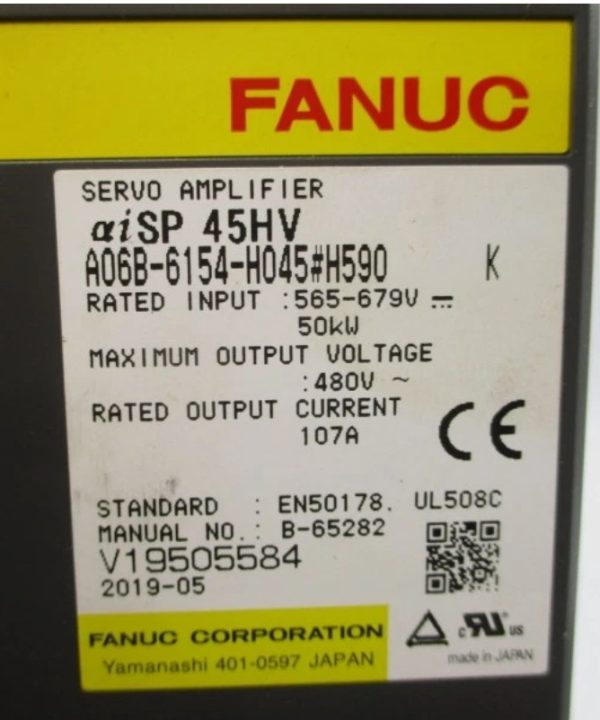 FANUC
SERVO AMPLIFIER
αiSP 45HV
A06B-6154-H045#H590 K
RATED INPUT :565-679V ⎓
50kW
MAXIMUM OUTPUT VOLTAGE
:480V ~
RATED OUTPUT CURRENT
107A
CE
STANDARD : EN50178. UL508C
MANUAL NO.: B-65282
V19505584
2019-05
FANUC CORPORATION
Yamanashi 401-0597 JAPAN
c RU US
made in JAPAN